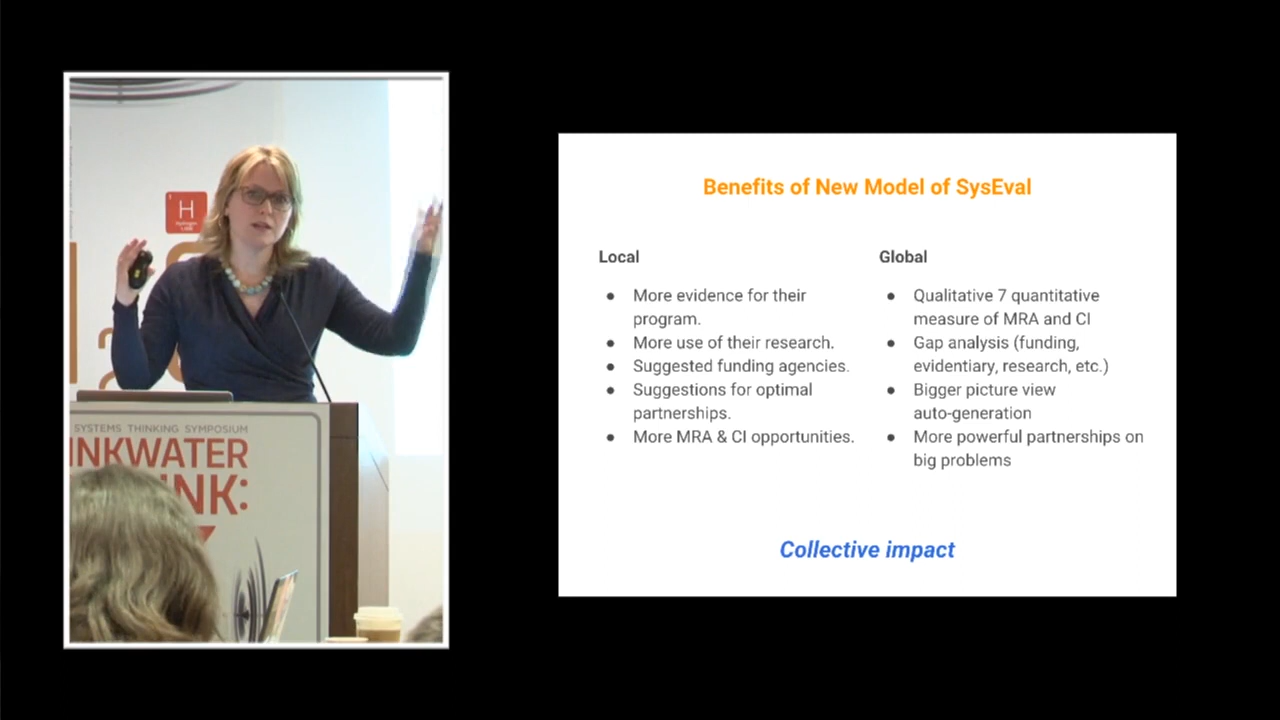 H
SYSTEMS THINKING SYMPOSIUM
INKWATER
INK:
Benefits of New Model of SysEval
Local
● More evidence for their
program.
● More use of their research.
● Suggested funding agencies.
● Suggestions for optimal
partnerships.
● More MRA & CI opportunities.
Global
● Qualitative 7 quantitative
measure of MRA and CI
● Gap analysis (funding,
evidentiary, research, etc.)
● Bigger picture view
auto-generation
● More powerful partnerships on
big problems
Collective impact